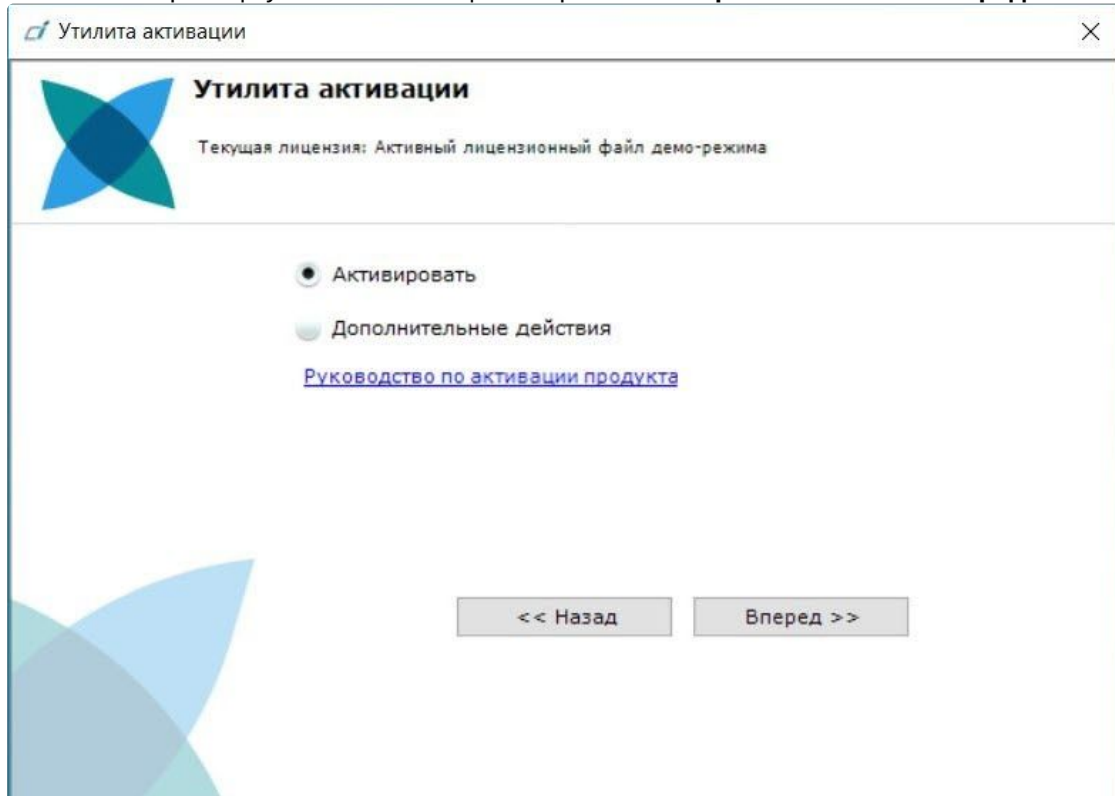 Утилита активации
Утилита активации
Текущая лицензия: Активный лицензионный файл демо-режима
Активировать
Дополнительные действия
Руководство по активации продукта
<< Назад
Вперед >>